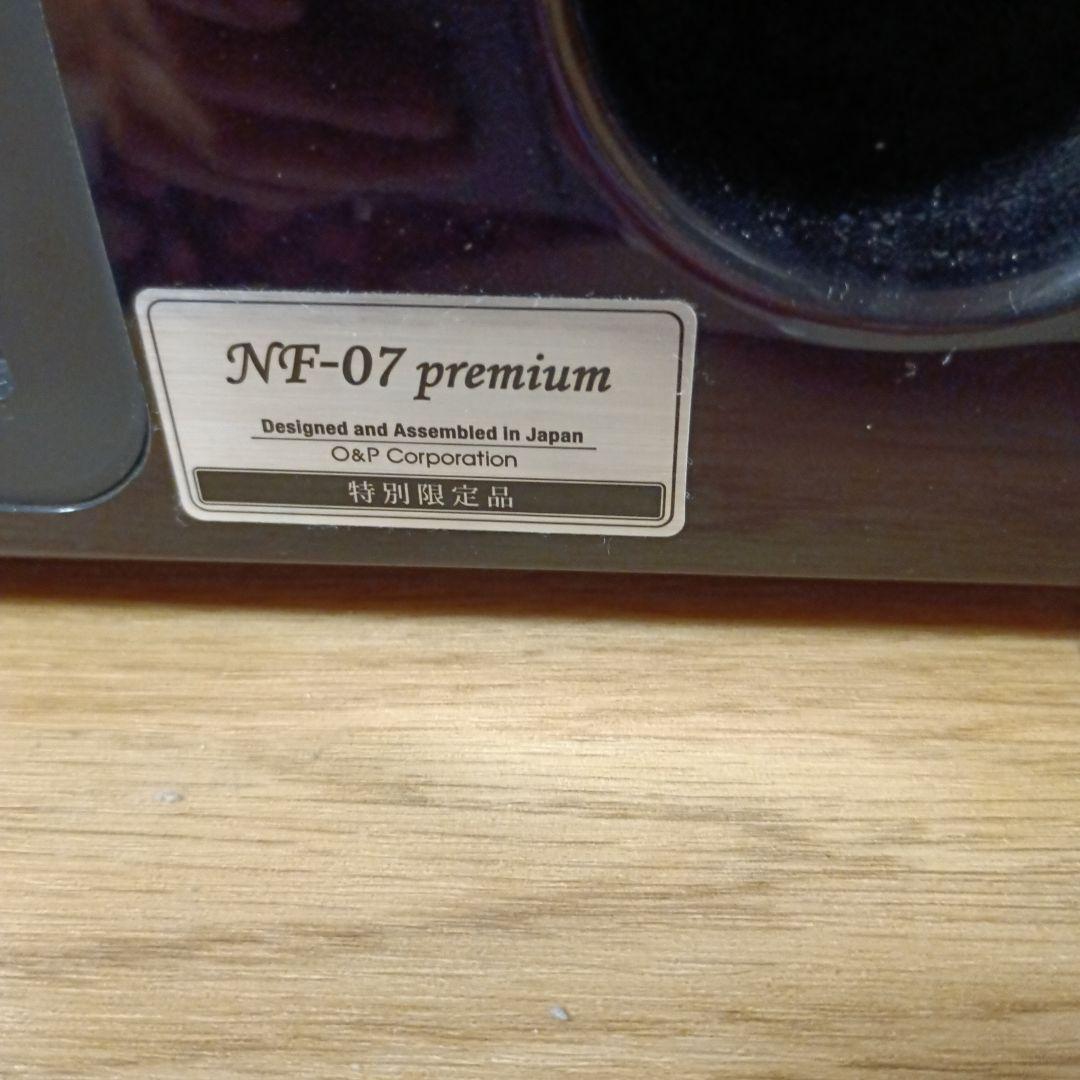 NF-07 premium
Designed and Assembled in Japan
O&P Corporation
特別限定品